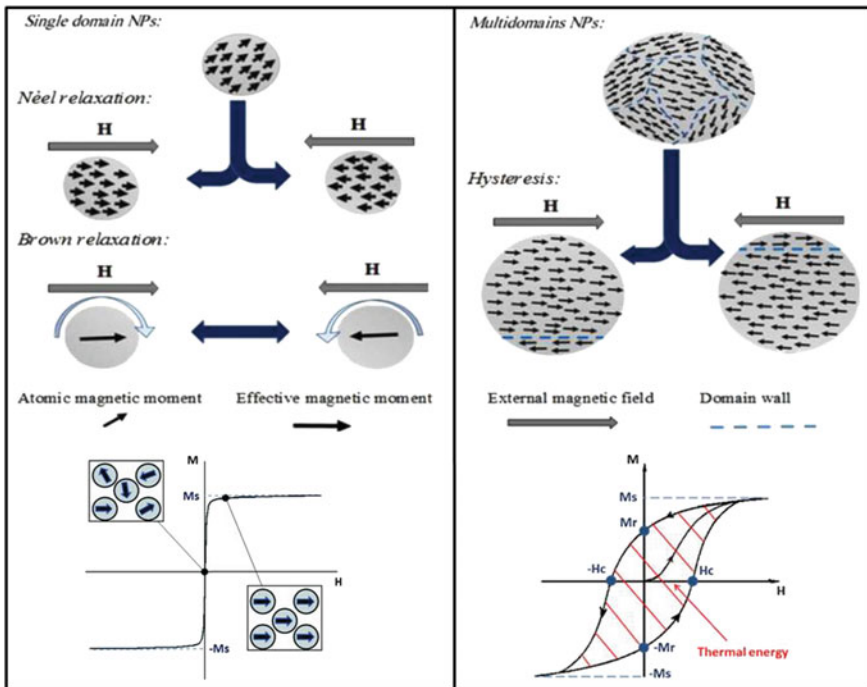 Single domain NPs:
Nèel relaxation:
H
H
Brown relaxation:
H
H
Atomic magnetic moment
Effective magnetic moment
M
Ms
H
-Ms
Multidomains NPs:
Hysteresis:
H
H
External magnetic field
Domain wall
M
Ms
Mr
-Hc
Hc
H
-Mr
Thermal energy
-Ms